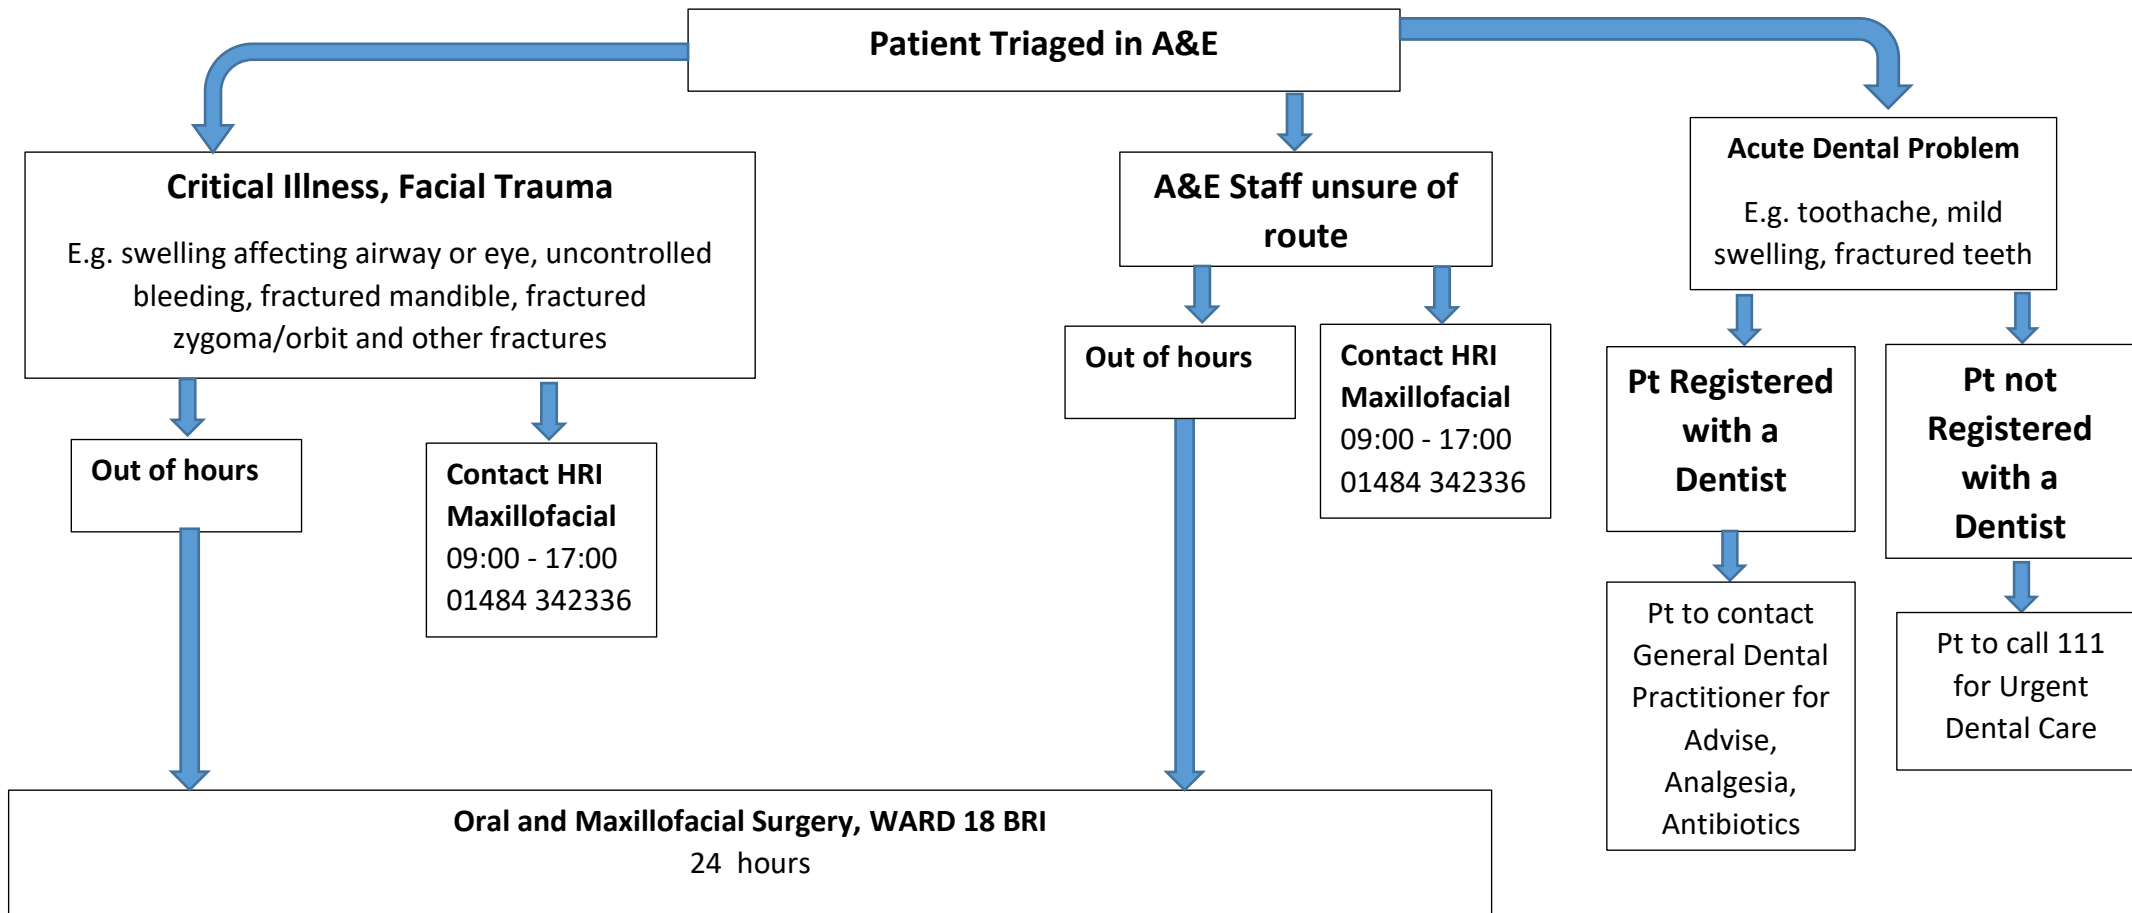 Patient Triaged in A&E
Critical Illness, Facial Trauma
E.g. swelling affecting airway or eye, uncontrolled
bleeding, fractured mandible, fractured
zygoma/orbit and other fractures
Out of hours
Contact HRI
Maxillofacial
09:00 - 17:00
01484 342336
A&E Staff unsure of
route
Out of hours
Contact HRI
Maxillofacial
09:00 - 17:00
01484 342336
Acute Dental Problem
E.g. toothache, mild
swelling, fractured teeth
Pt Registered
with a
Dentist
Pt not
Registered
with a
Dentist
Pt to contact
General Dental
Practitioner for
Advise,
Analgesia,
Antibiotics
Pt to call 111
for Urgent
Dental Care
Oral and Maxillofacial Surgery, WARD 18 BRI
24 hours